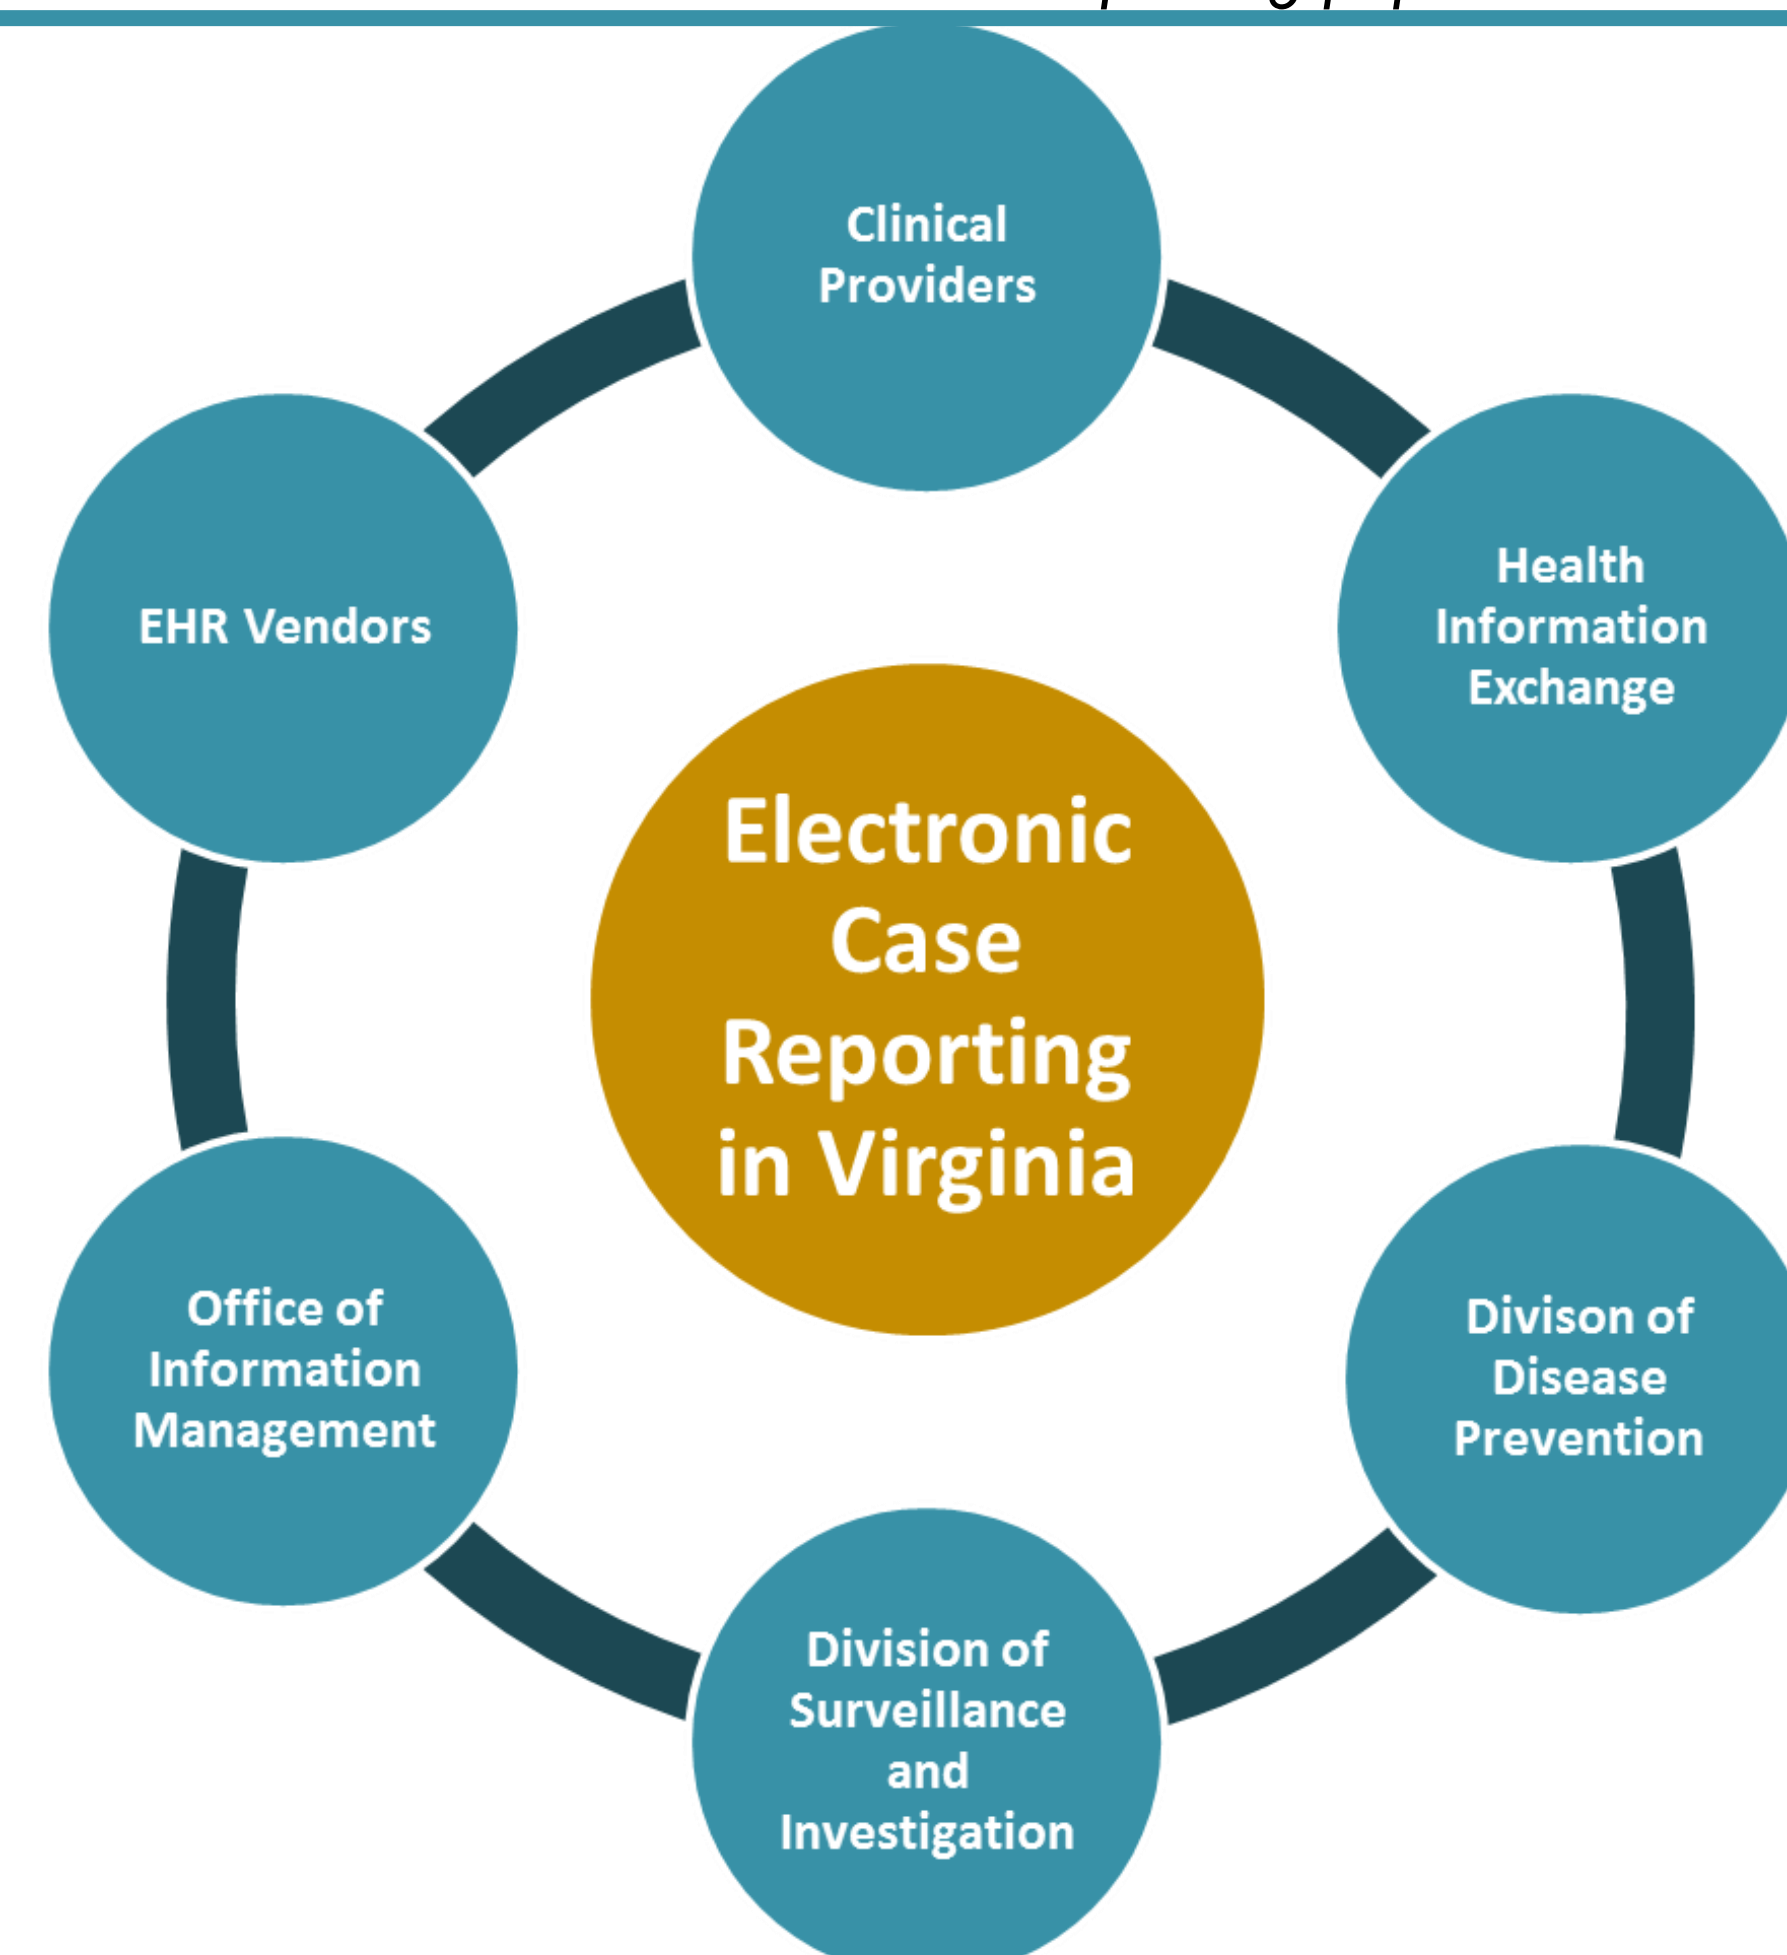 Clinical
Providers
Health
Information
Exchange
EHR Vendors
Electronic
Case
Reporting
in Virginia
Office of
Information
Management
Divison of
Disease
Prevention
Division of
Surveillance
and
Investigation